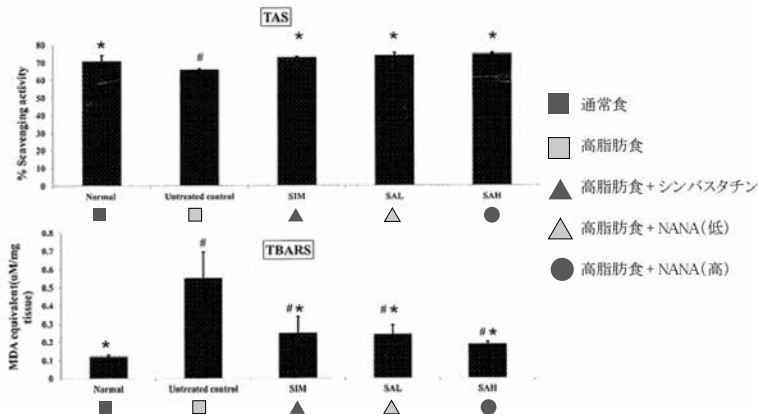 TAS
% Scavenging activity
80
70
60
50
40
30
20
10
0
*
#
*
*
*
Normal
Untreated control
SIM
SAL
SAH
TBARS
MDA equivalent(uM/mg
tissue)
0.8
0.7
0.6
0.5
0.4
0.3
0.2
0.1
0
*
#
#*
#*
#*
Normal
Untreated control
SIM
SAL
SAH
通常食
高脂肪食
高脂肪食+シンバスタチン
高脂肪食+NANA(低)
高脂肪食+NANA(高)